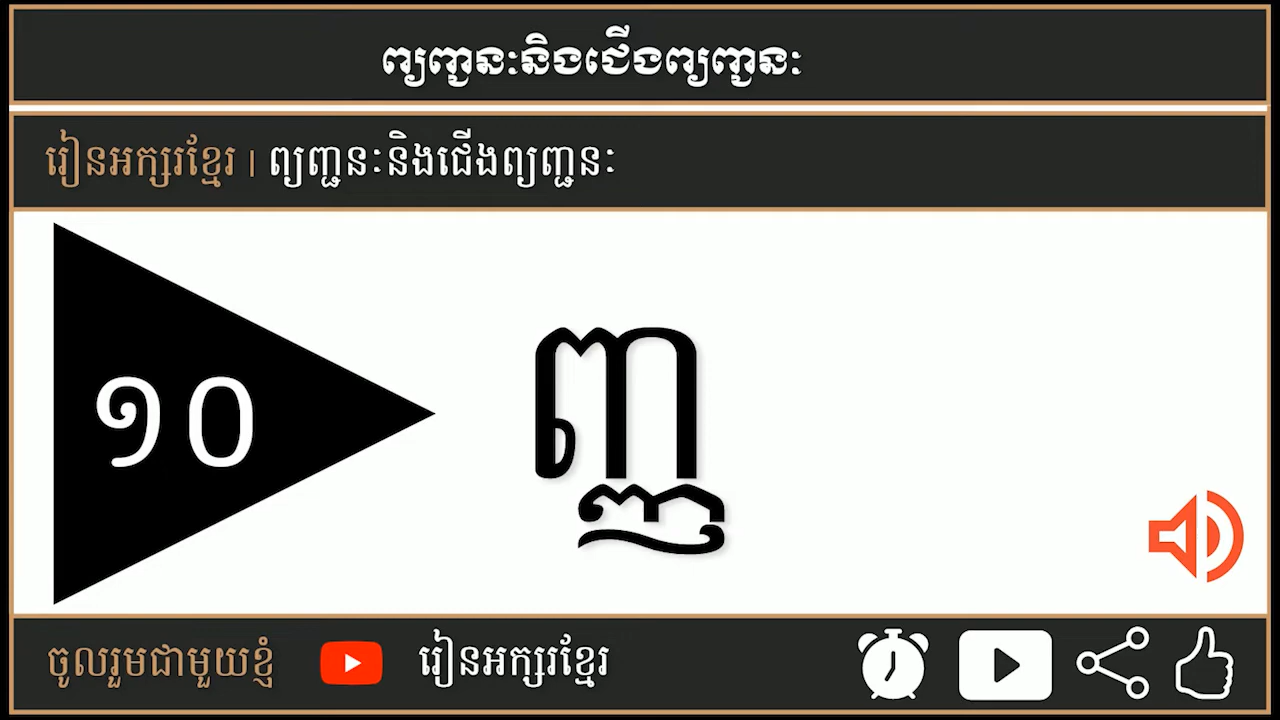 ព្យញ្ជនៈនិងជើងព្យញ្ជនៈ
រៀនអក្សរខ្មែរ | ព្យញ្ជនៈនិងជើងព្យញ្ជនៈ
១០
ញ្ញ
ចូលរួមជាមួយខ្ញុំ
រៀនអក្សរខ្មែរ